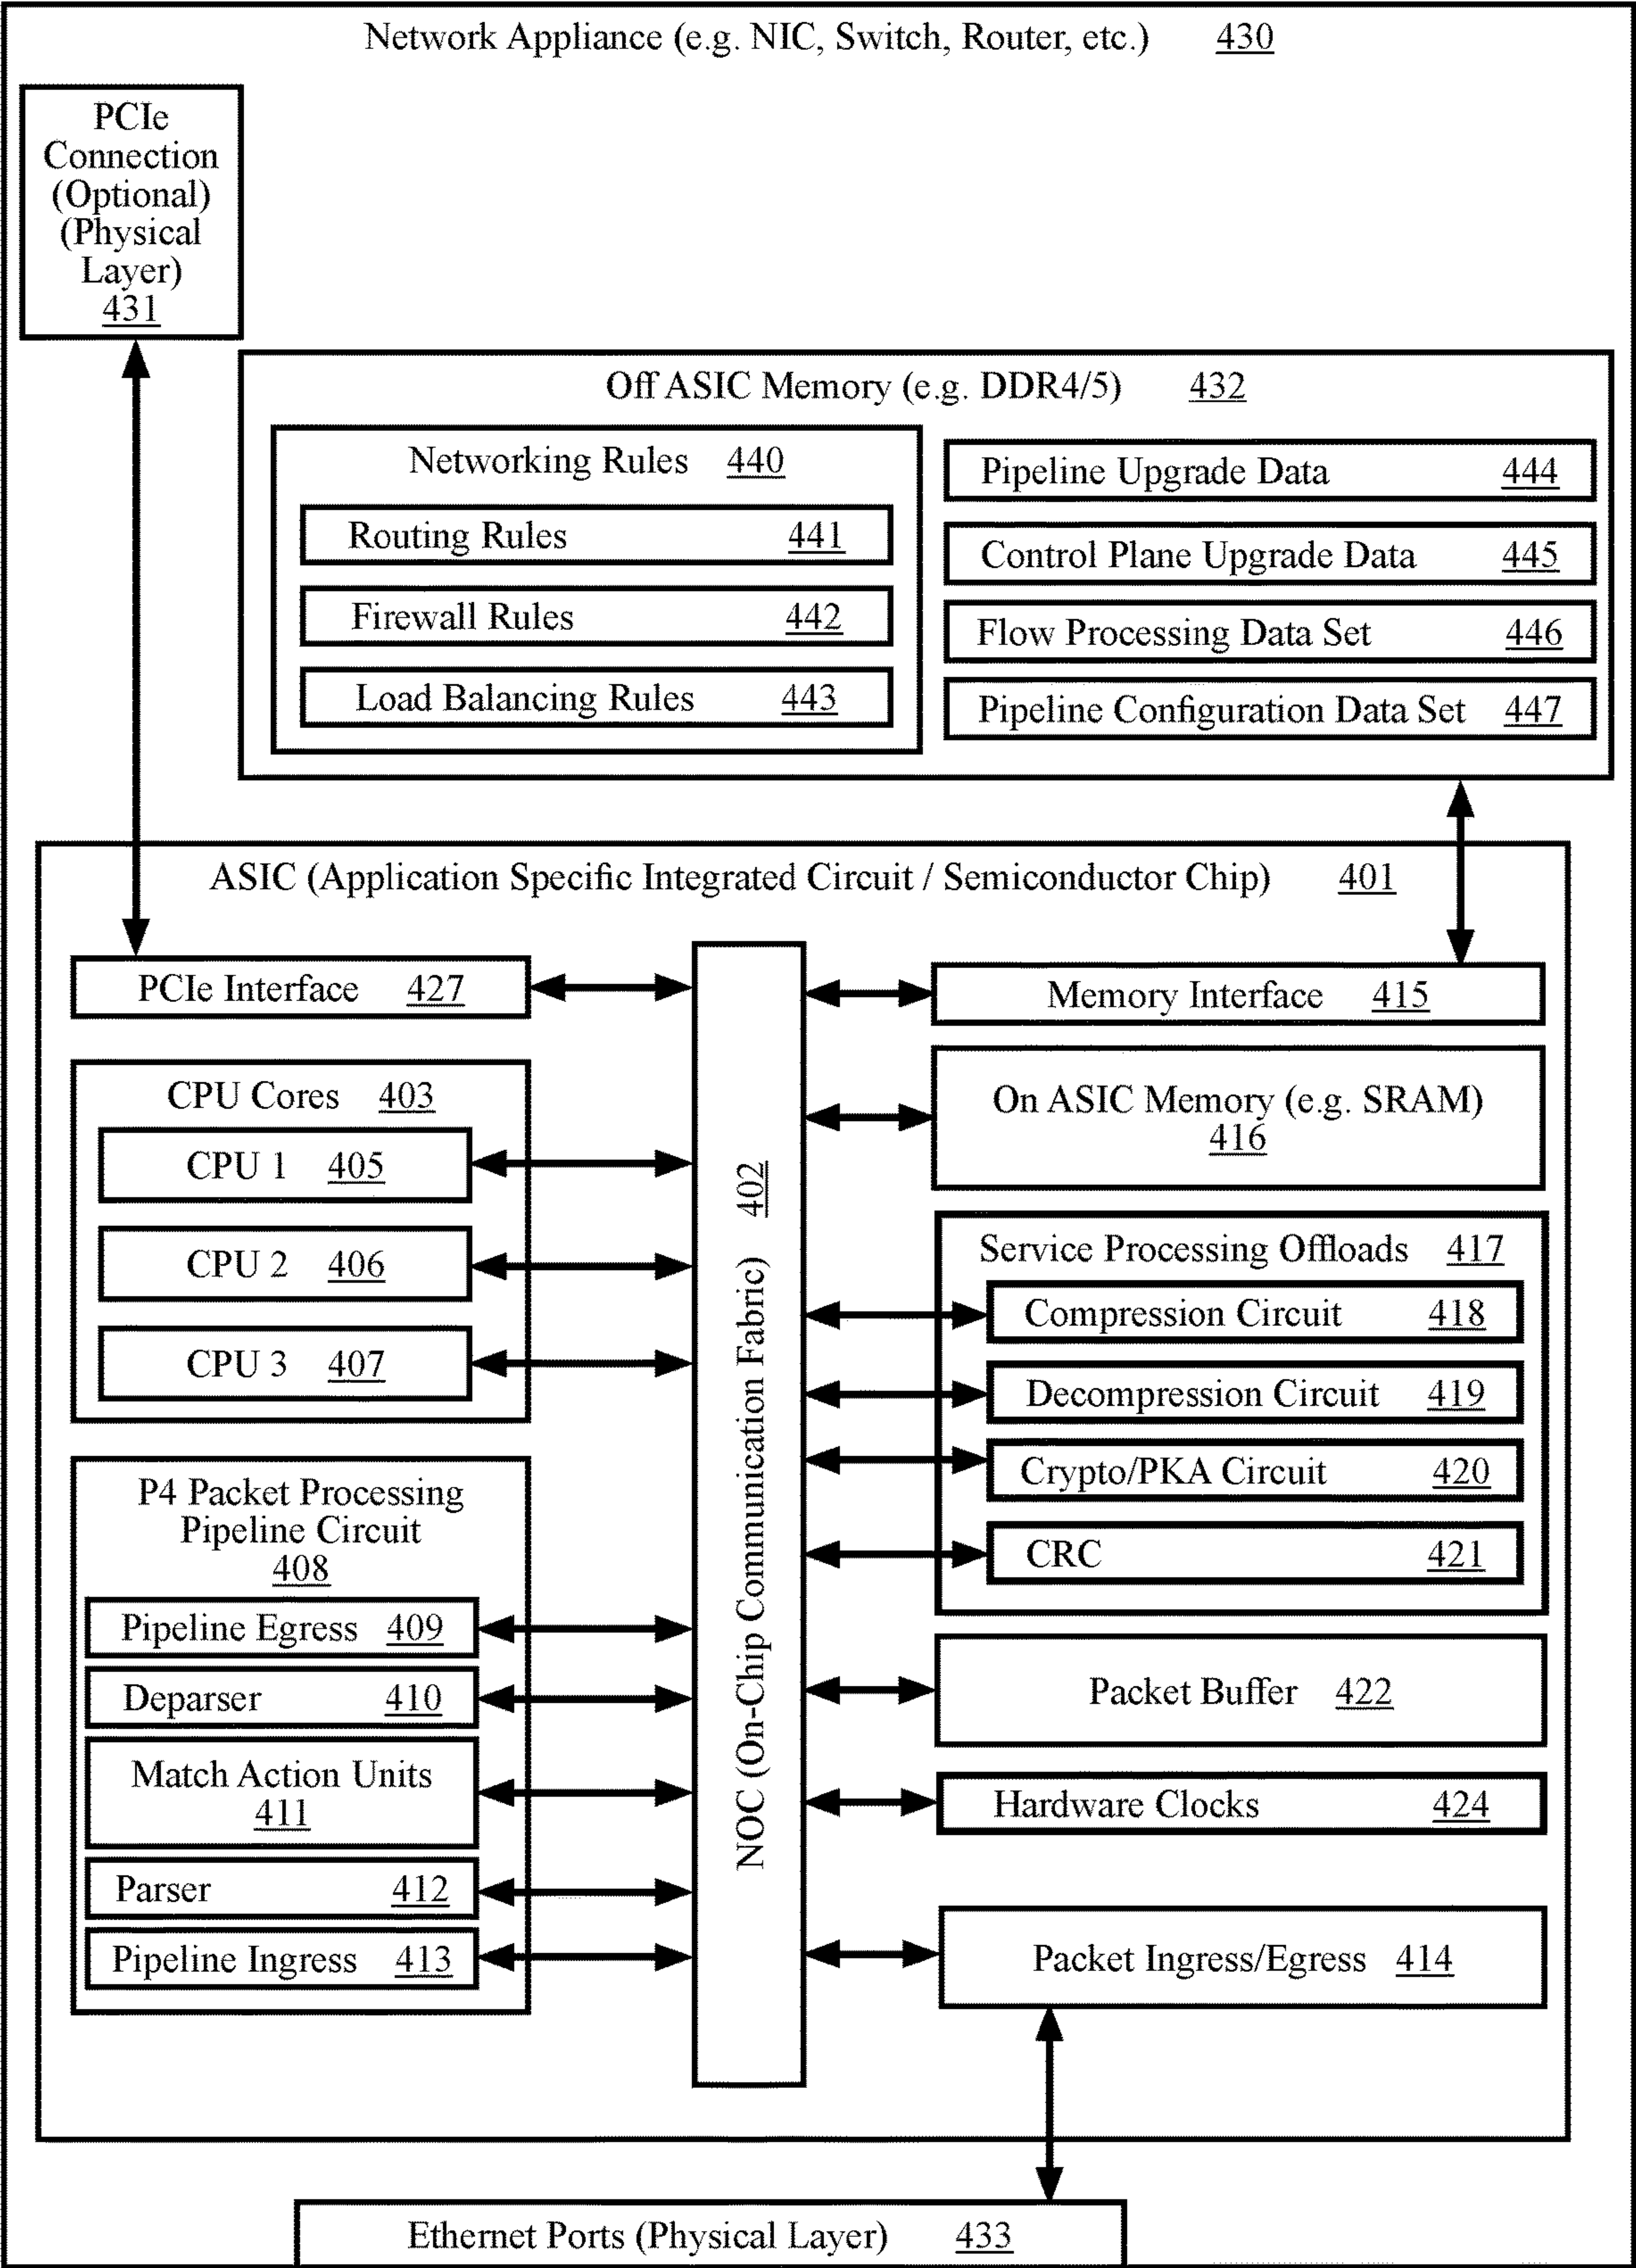 Network Appliance (e.g. NIC, Switch, Router, etc.) 430
PCIe
Connection
(Optional)
(Physical
Layer)
431
Off ASIC Memory (e.g. DDR4/5) 432
Networking Rules 440
Routing Rules 441
Firewall Rules 442
Load Balancing Rules 443
Pipeline Upgrade Data 444
Control Plane Upgrade Data 445
Flow Processing Data Set 446
Pipeline Configuration Data Set 447
ASIC (Application Specific Integrated Circuit / Semiconductor Chip) 401
PCIe Interface 427
CPU Cores 403
CPU 1 405
CPU 2 406
CPU 3 407
P4 Packet Processing
Pipeline Circuit
408
Pipeline Egress 409
Deparser 410
Match Action Units
411
Parser 412
Pipeline Ingress 413
NOC (On-Chip Communication Fabric) 402
Memory Interface 415
On ASIC Memory (e.g. SRAM)
416
Service Processing Offloads 417
Compression Circuit 418
Decompression Circuit 419
Crypto/PKA Circuit 420
CRC 421
Packet Buffer 422
Hardware Clocks 424
Packet Ingress/Egress 414
Ethernet Ports (Physical Layer) 433